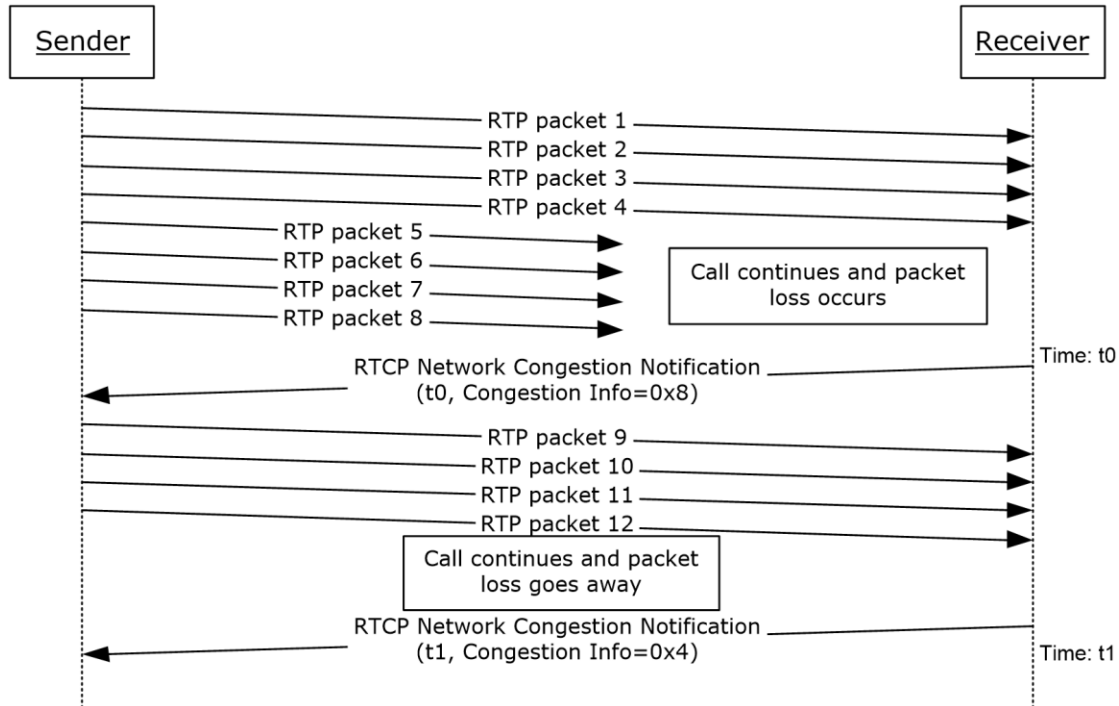 Sender
Receiver
RTP packet 1
RTP packet 2
RTP packet 3
RTP packet 4
RTP packet 5
RTP packet 6
RTP packet 7
RTP packet 8
Call continues and packet
loss occurs
Time: t0
RTCP Network Congestion Notification
(t0, Congestion Info=0x8)
RTP packet 9
RTP packet 10
RTP packet 11
RTP packet 12
Call continues and packet
loss goes away
RTCP Network Congestion Notification
(t1, Congestion Info=0x4)
Time: t1